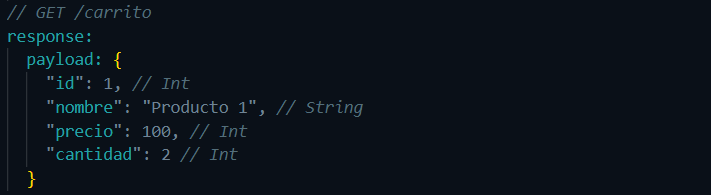 // GET /carrito
response:
payload: {
"id": 1, // Int
"nombre": "Producto 1", // String
"precio": 100, // Int
"cantidad": 2 // Int
}